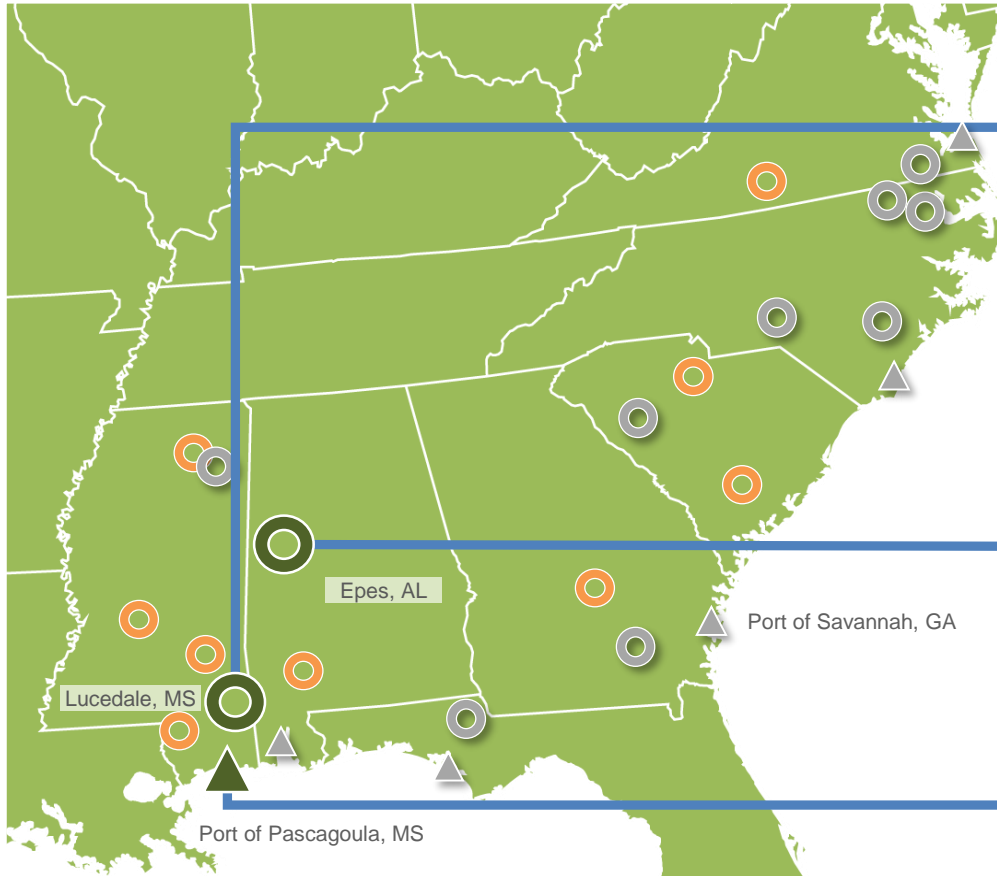 Epes, AL
Port of Savannah, GA
Lucedale, MS
Port of Pascagoula, MS